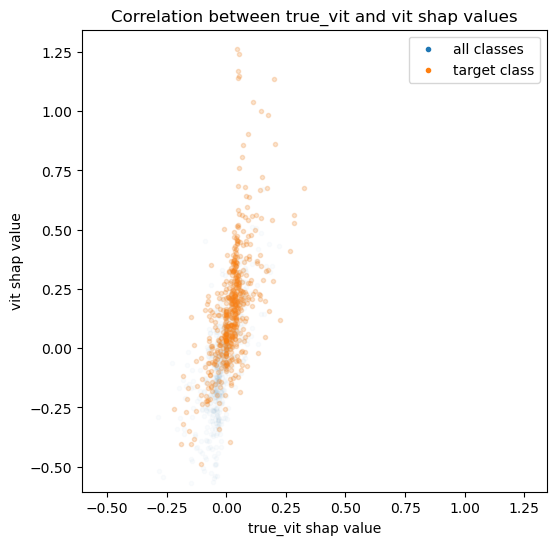 Correlation between true_vit and vit shap values
all classes
target class
vit shap value
1.25
1.00
0.75
0.50
0.25
0.00
−0.25
−0.50
−0.50 −0.25 0.00 0.25 0.50 0.75 1.00 1.25
true_vit shap value